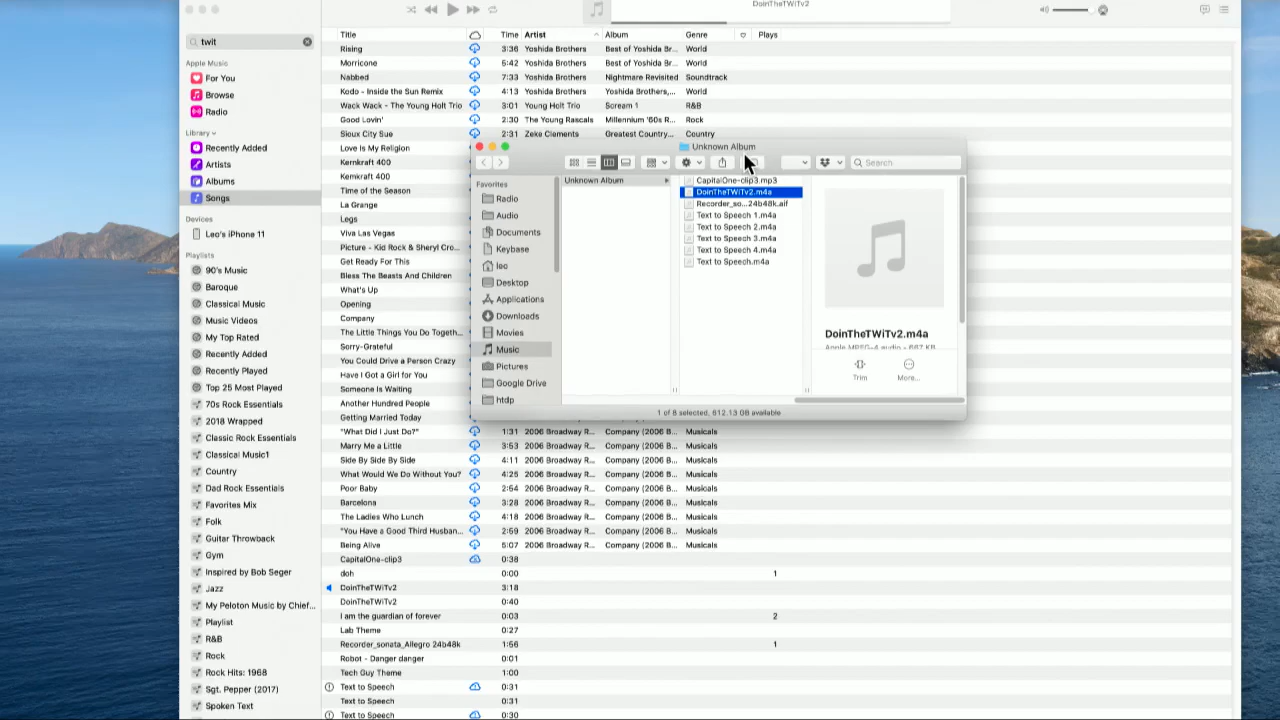 DoinTheTWiTv2
twit
Title Time Artist Album Genre Plays
Rising 3:36 Yoshida Brothers Best of Yoshida Br... World
Morricone 5:42 Yoshida Brothers Best of Yoshida Br... World
Nabbed 7:33 Yoshida Brothers Nightmare Revisited Soundtrack
Kodo - Inside the Sun Remix 4:13 Yoshida Brothers Yoshida Brothers,... World
Wack Wack - The Young Holt Trio 3:01 Young Holt Trio Scream 1 R&B
Good Lovin' 2:30 The Young Rascals Millennium '60s R... Rock
Sioux City Sue 2:31 Zeke Clements Greatest Country... Country
Love Is My Religion
Kernkraft 400
Kemkraft 400
Time of the Season
La Grange
Legs
Viva Las Vegas
Picture - Kid Rock & Sheryl Cro...
Get Ready For This
Bless The Beasts And Children
What's Up
Opening
Company
The Little Things You Do Togeth...
Sorry-Grateful
You Could Drive a Person Crazy
Have I Got a Girl for You
Someone Is Waiting
Another Hundred People
Getting Married Today
"What Did I Just Do?" 1:31 2006 Broadway R... Company (2006 B... Musicals
Marry Me a Little 3:53 2006 Broadway R... Company (2006 B... Musicals
Side By Side By Side 4:11 2006 Broadway R... Company (2006 B... Musicals
What Would We Do Without You? 4:25 2006 Broadway R... Company (2006 B... Musicals
Poor Baby 2:54 2006 Broadway R... Company (2006 B... Musicals
Barcelona 3:28 2006 Broadway R... Company (2006 B... Musicals
The Ladies Who Lunch 4:18 2006 Broadway R... Company (2006 B... Musicals
"You Have a Good Third Husban... 2:59 2006 Broadway R... Company (2006 B... Musicals
Being Alive 5:07 2006 Broadway R... Company (2006 B... Musicals
CapitalOne-clip3 0:38
doh 0:00 1
DoinTheTWiTv2 3:18
DoinTheTWiTv2 0:40
I am the guardian of forever 0:03 2
Lab Theme 0:27
Recorder_sonata_Allegro 24b48k 1:56 1
Robot - Danger danger 0:01
Tech Guy Theme 1:00
Text to Speech 0:31
Text to Speech 0:31
Text to Speech 0:30
Apple Music
For You
Browse
Radio
Library
Recently Added
Artists
Albums
Songs
Devices
Leo's iPhone 11
Playlists
90's Music
Baroque
Classical Music
Music Videos
My Top Rated
Recently Added
Recently Played
Top 25 Most Played
70s Rock Essentials
2018 Wrapped
Classic Rock Essentials
Classical Music1
Country
Dad Rock Essentials
Favorites Mix
Folk
Guitar Throwback
Gym
Inspired by Bob Seger
Jazz
My Peloton Music by Chief...
Playlist
R&B
Rock
Rock Hits: 1968
Sgt. Pepper (2017)
Spoken Text
Unknown Album
Search
Favorites
Radio
Audio
Documents
Keybase
leo
Desktop
Applications
Downloads
Movies
Music
Pictures
Google Drive
htdp
Unknown Album
CapitalOne-clip3.mp3
DoinTheTWiTv2.m4a
Recorder_so...24b48k.aif
Text to Speech 1.m4a
Text to Speech 2.m4a
Text to Speech 3.m4a
Text to Speech 4.m4a
Text to Speech.m4a
DoinTheTWiTv2.m4a
Apple MPEG-4 audio - 667 KB
Trim More...
1 of 8 selected, 612.13 GB available